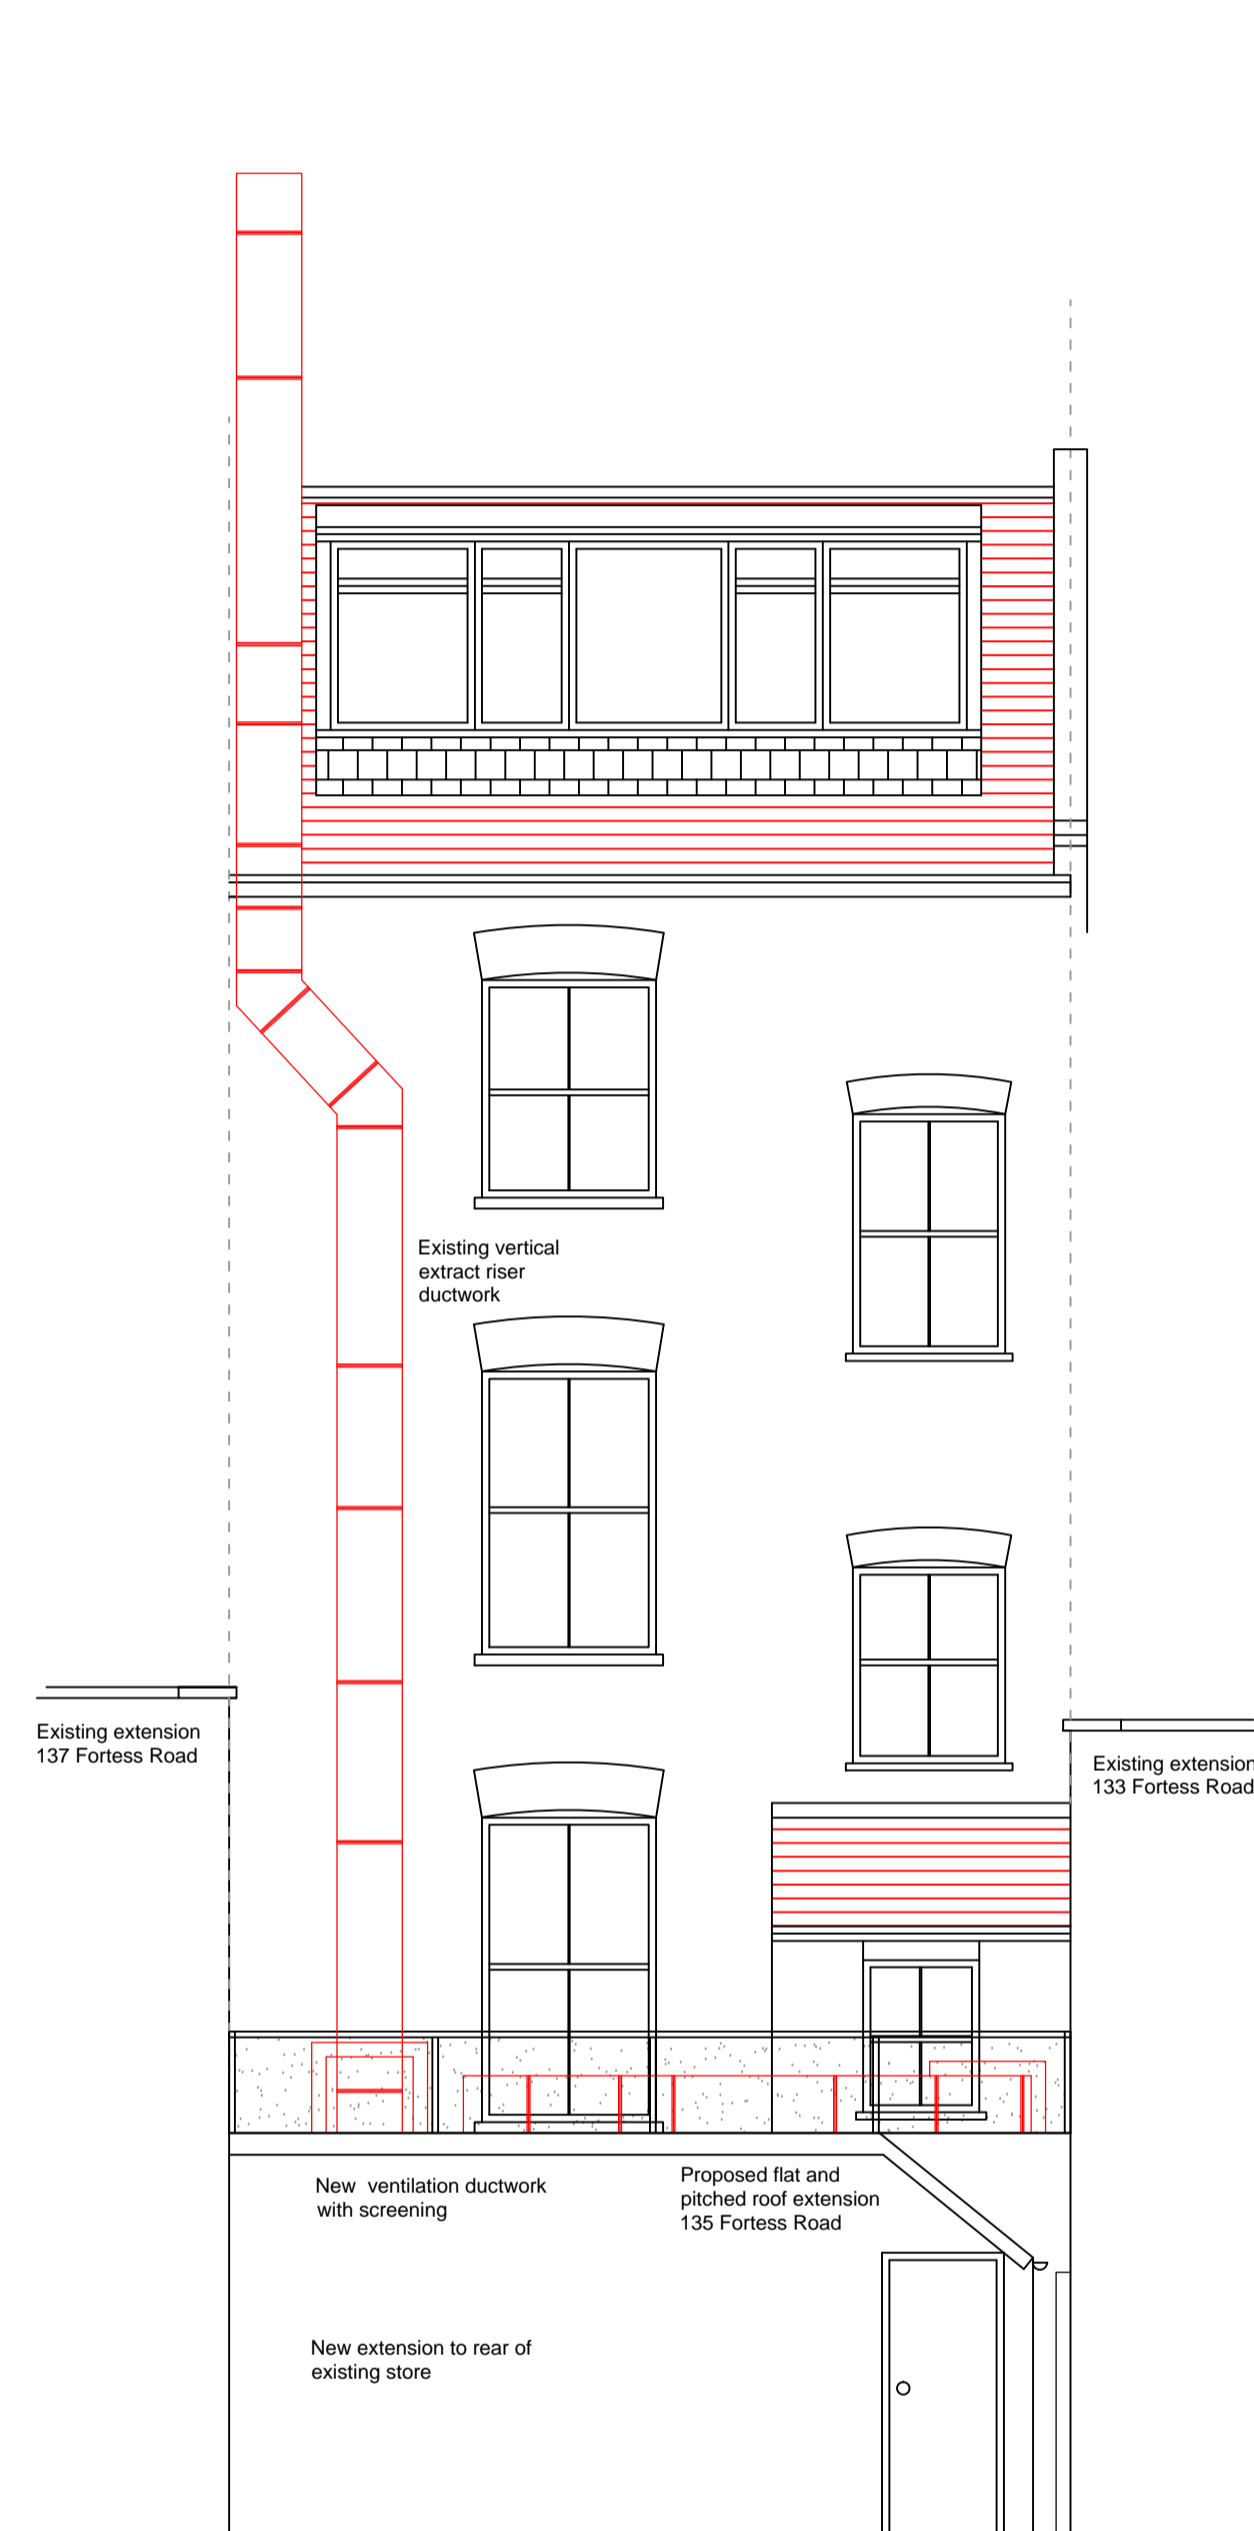 Existing vertical
extract riser
ductwork
Existing extension
137 Fortess Road
Existing extension
133 Fortess Road
New  ventilation ductwork
with screening
Proposed flat and
pitched roof extension
135 Fortess Road
New extension to rear of
existing store